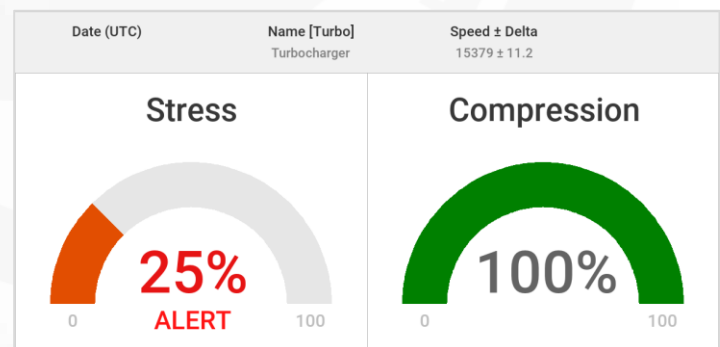 Date (UTC) Name [Turbo] Speed ± Delta
Turbocharger 15379 ± 11.2
Stress Compression
25% 100%
0 ALERT 100 0 100